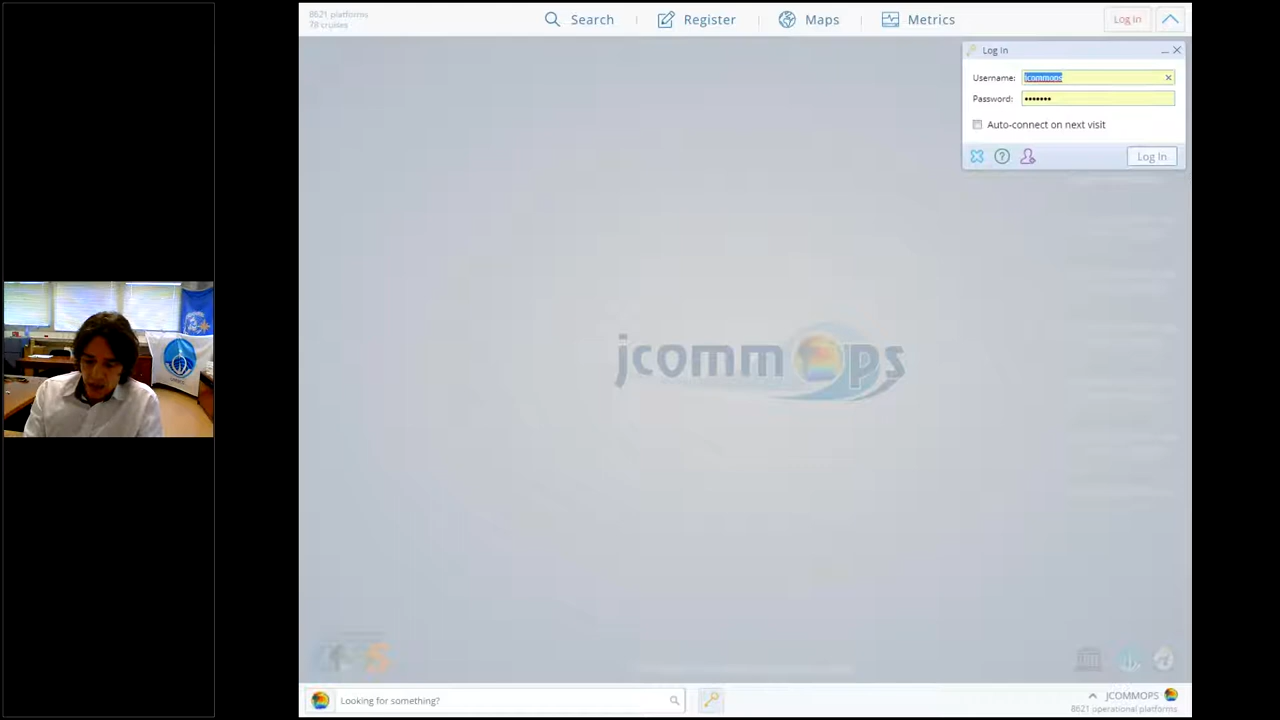 8621 platforms
78 cruises
Search
Register
Maps
Metrics
Log in
Log In
Username: jcommops
Password: •••••••
Auto-connect on next visit
Log In
jcommops
Looking for something?
JCOMMOPS
8621 operational platforms